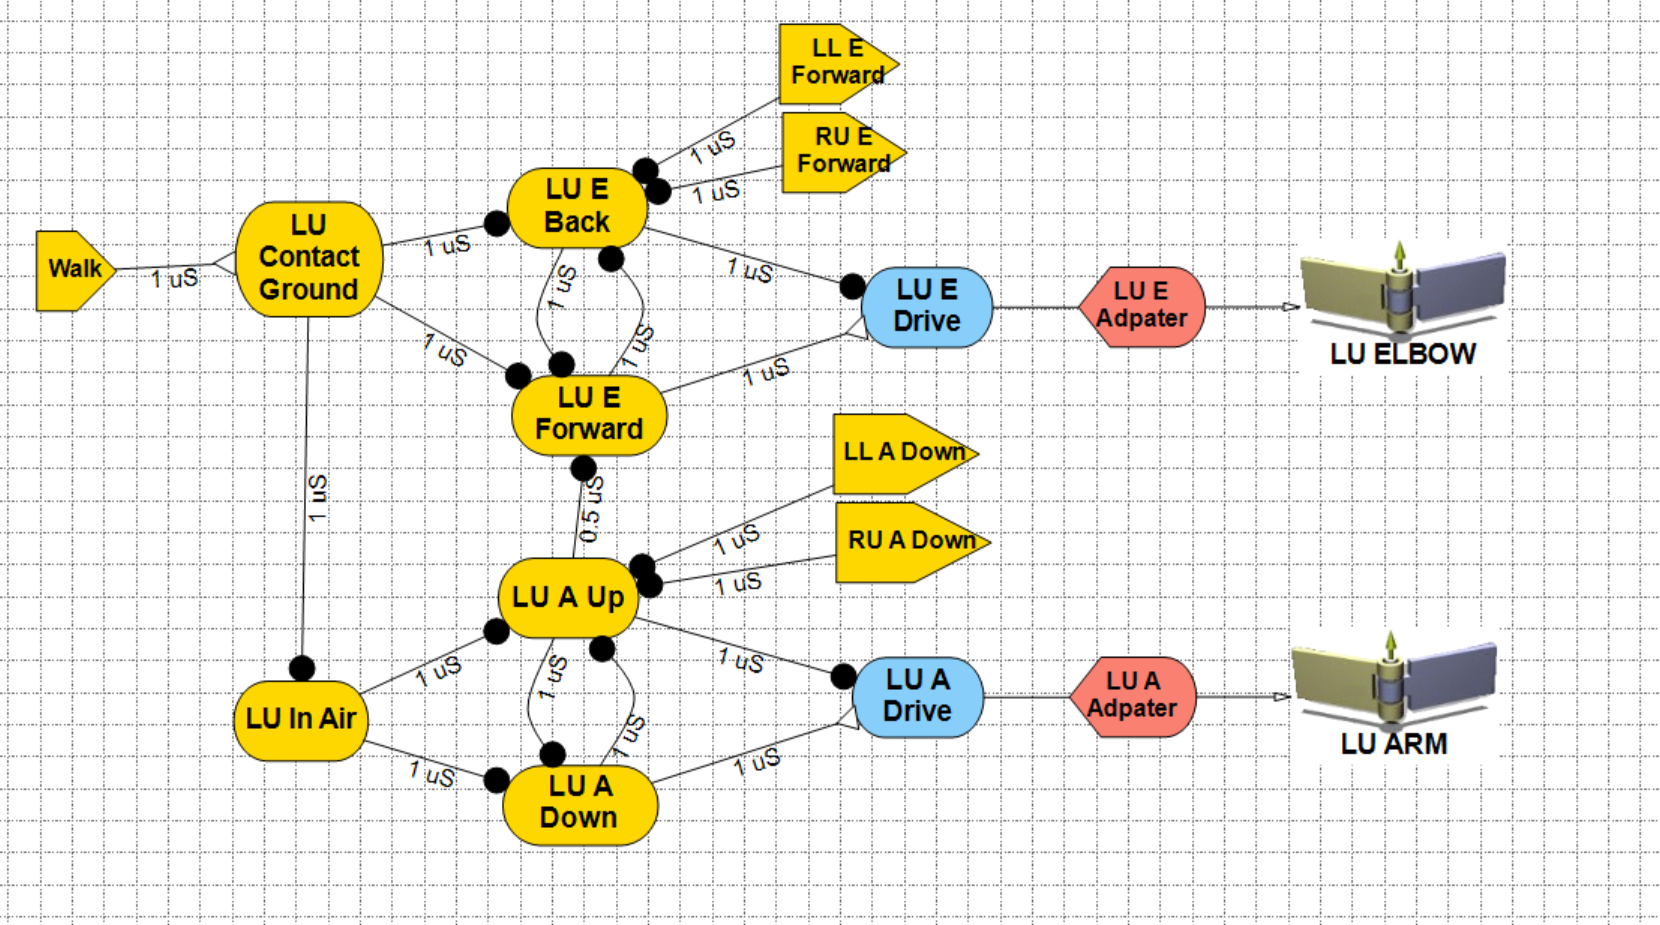 LL E
Forward
1 uS
RU E
Forward
1 uS
Walk
1 uS
LU
Contact
Ground
1 uS
1 uS
1 uS
LU E
Back
1 uS
1 uS
1 uS
LU E
Forward
1 uS
LU E
Drive
LU E
Adpater
LU ELBOW
0.5 uS
LL A Down
1 uS
RU A Down
1 uS
LU A Up
1 uS
LU In Air
1 uS
1 uS
1 uS
1 uS
LU A
Down
1 uS
LU A
Drive
LU A
Adpater
LU ARM